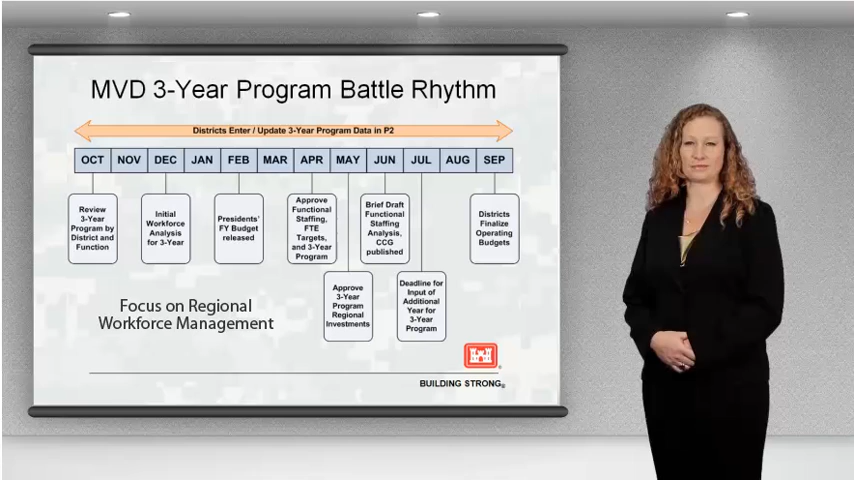 MVD 3-Year Program Battle Rhythm
Districts Enter / Update 3-Year Program Data in P2
OCT NOV DEC JAN FEB MAR APR MAY JUN JUL AUG SEP
Review
3-Year
Program by
District and
Function
Initial
Workforce
Analysis
for 3-Year
Presidents'
FY Budget
released
Approve
Functional
Staffing,
FTE
Targets,
and 3-Year
Program
Brief Draft
Functional
Staffing
Analysis,
CCG
published
Districts
Finalize
Operating
Budgets
Approve
3-Year
Program
Regional
Investments
Deadline for
Input of
Additional
Year for
3-Year
Program
Focus on Regional
Workforce Management
BUILDING STRONG®